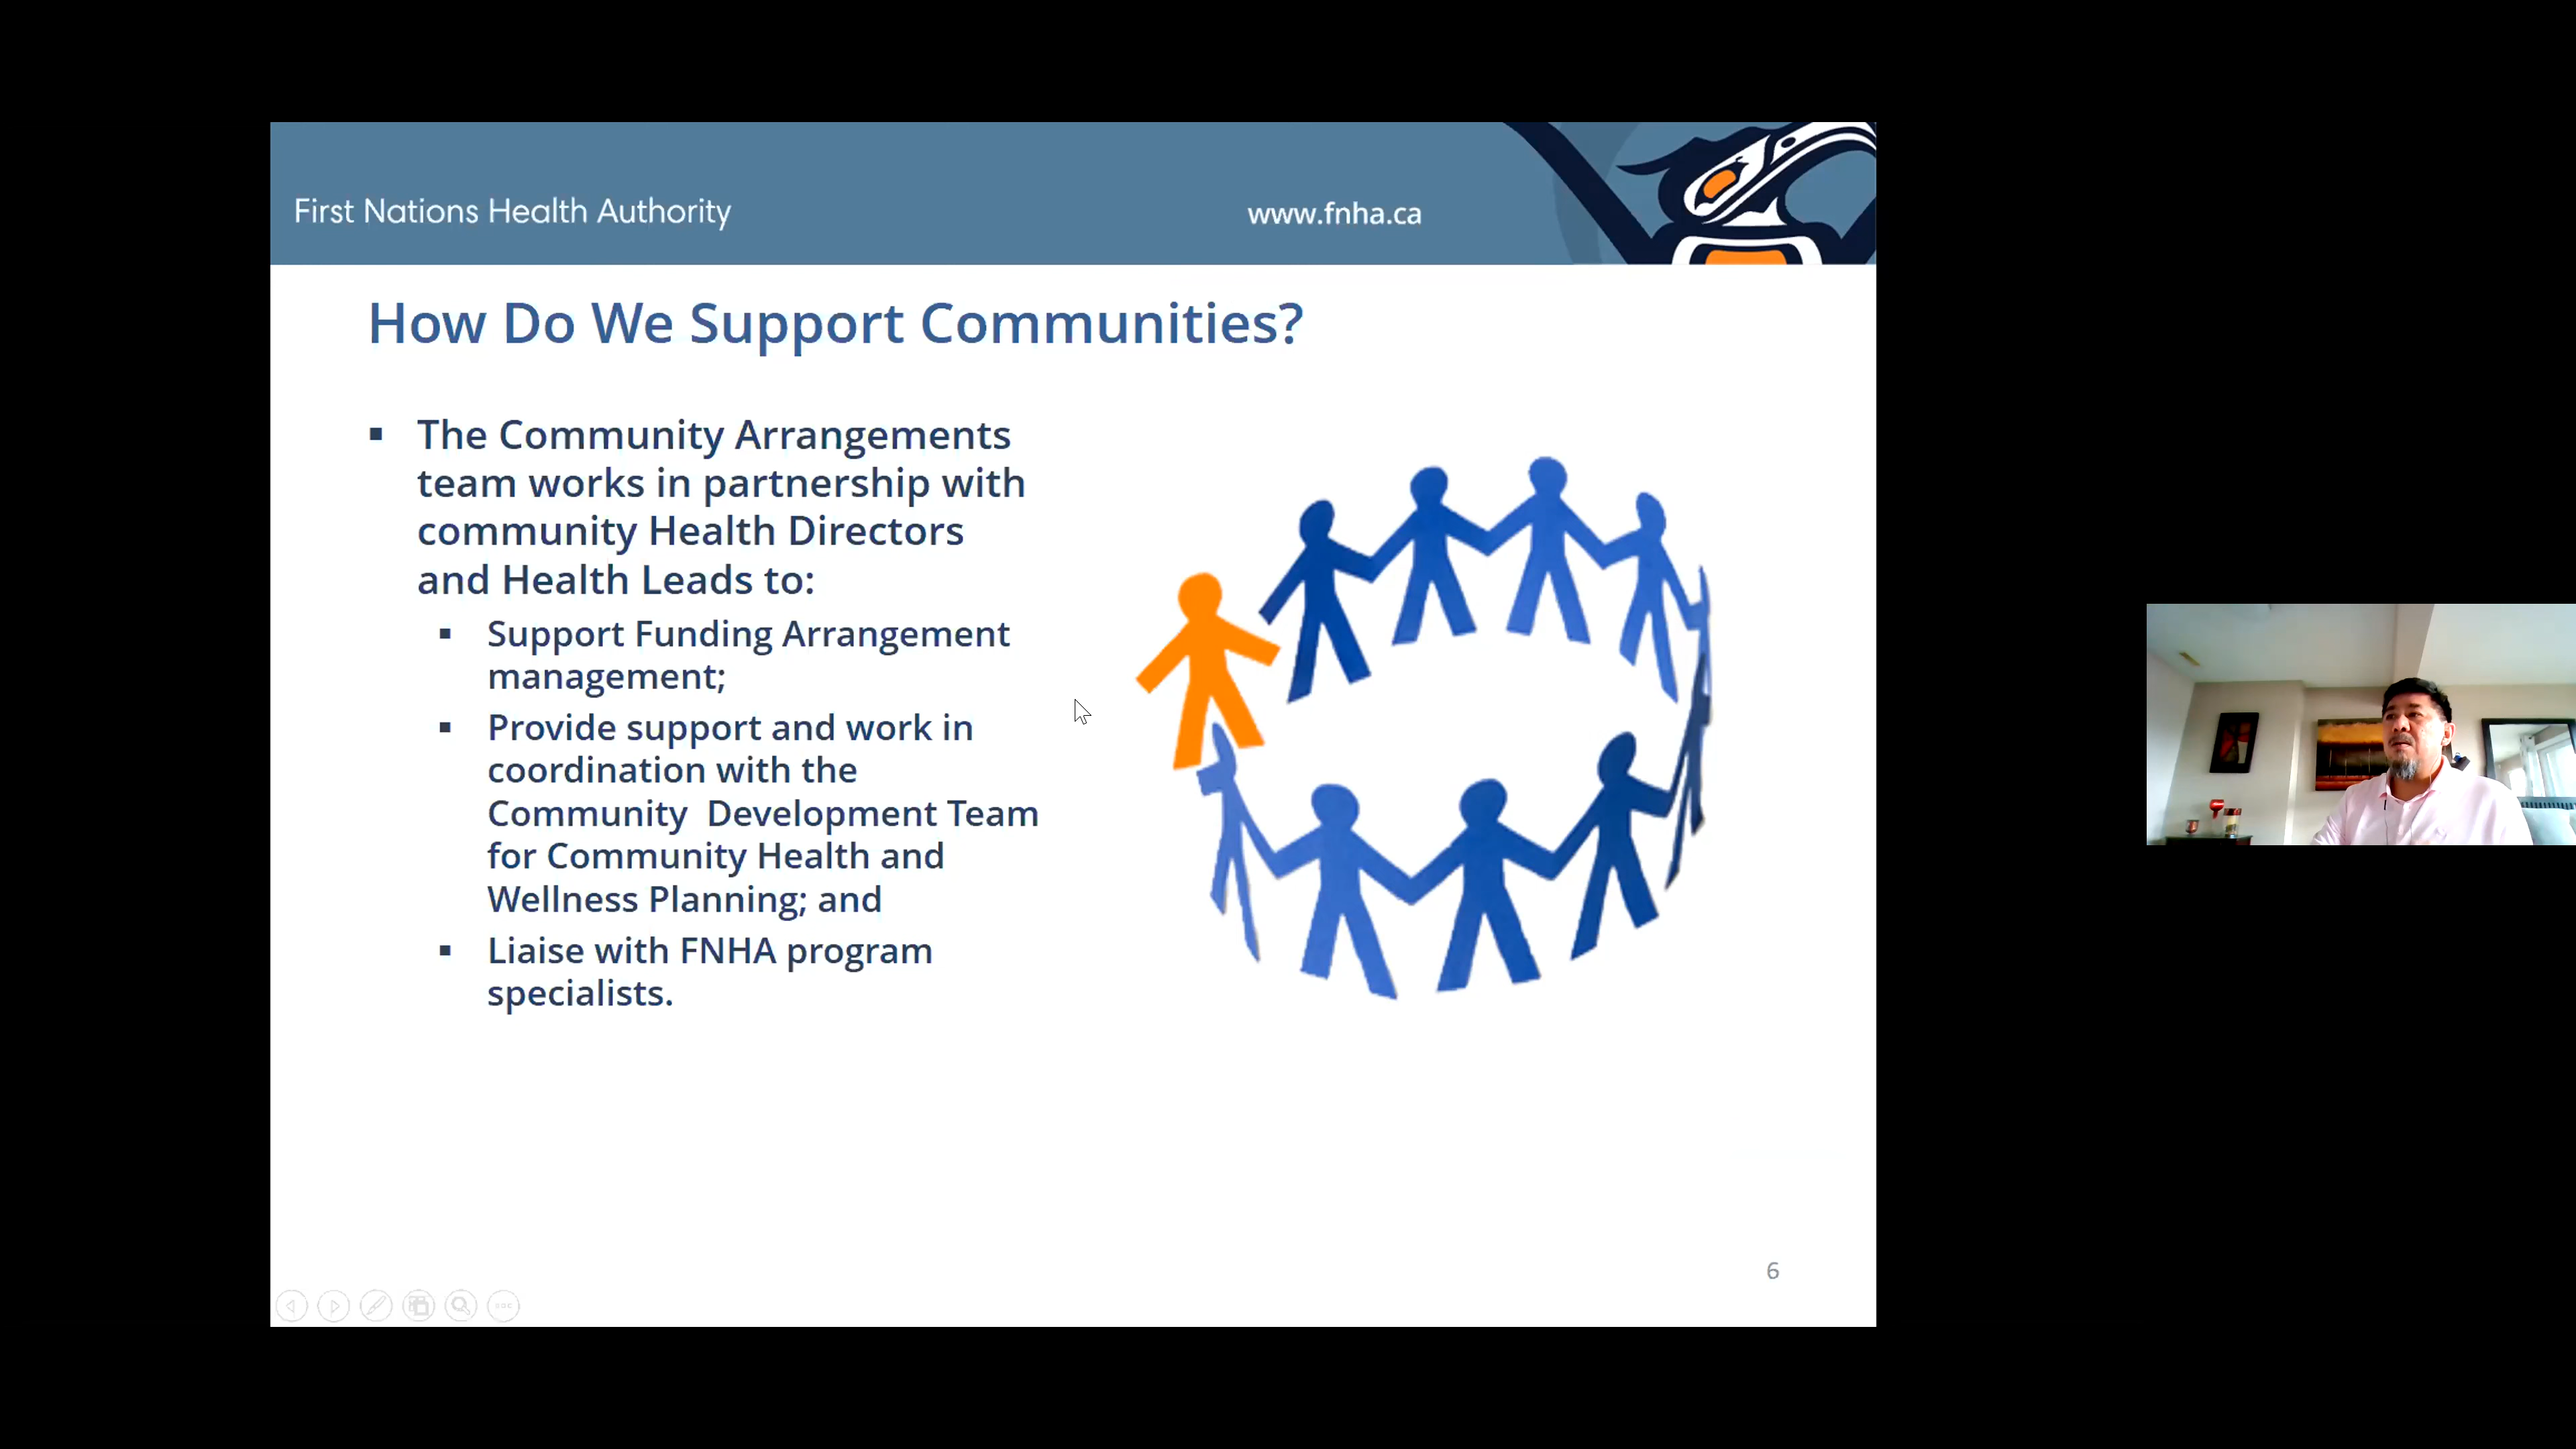 First Nations Health Authority
www.fnha.ca
How Do We Support Communities?
▪ The Community Arrangements
team works in partnership with
community Health Directors
and Health Leads to:
▪ Support Funding Arrangement
management;
▪ Provide support and work in
coordination with the
Community  Development Team
for Community Health and
Wellness Planning; and
▪ Liaise with FNHA program
specialists.
6